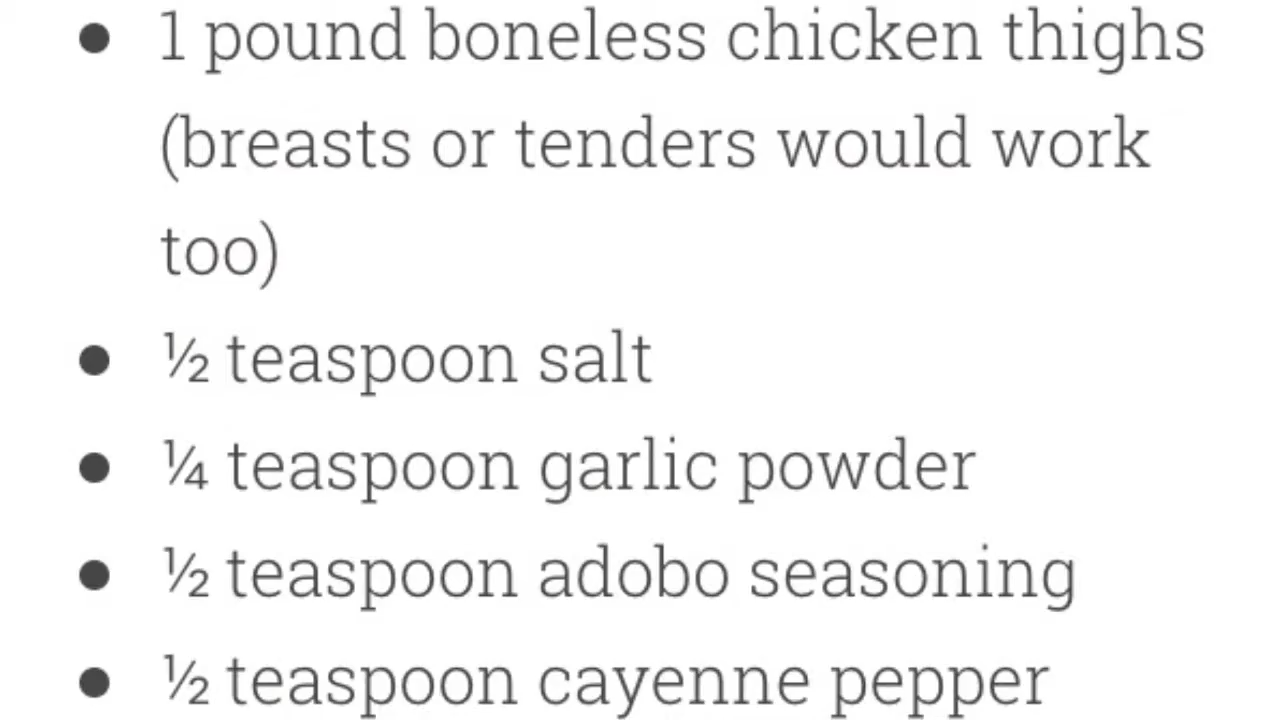 ● 1 pound boneless chicken thighs
(breasts or tenders would work
too)
● ½ teaspoon salt
● ¼ teaspoon garlic powder
● ½ teaspoon adobo seasoning
● ½ teaspoon cayenne pepper